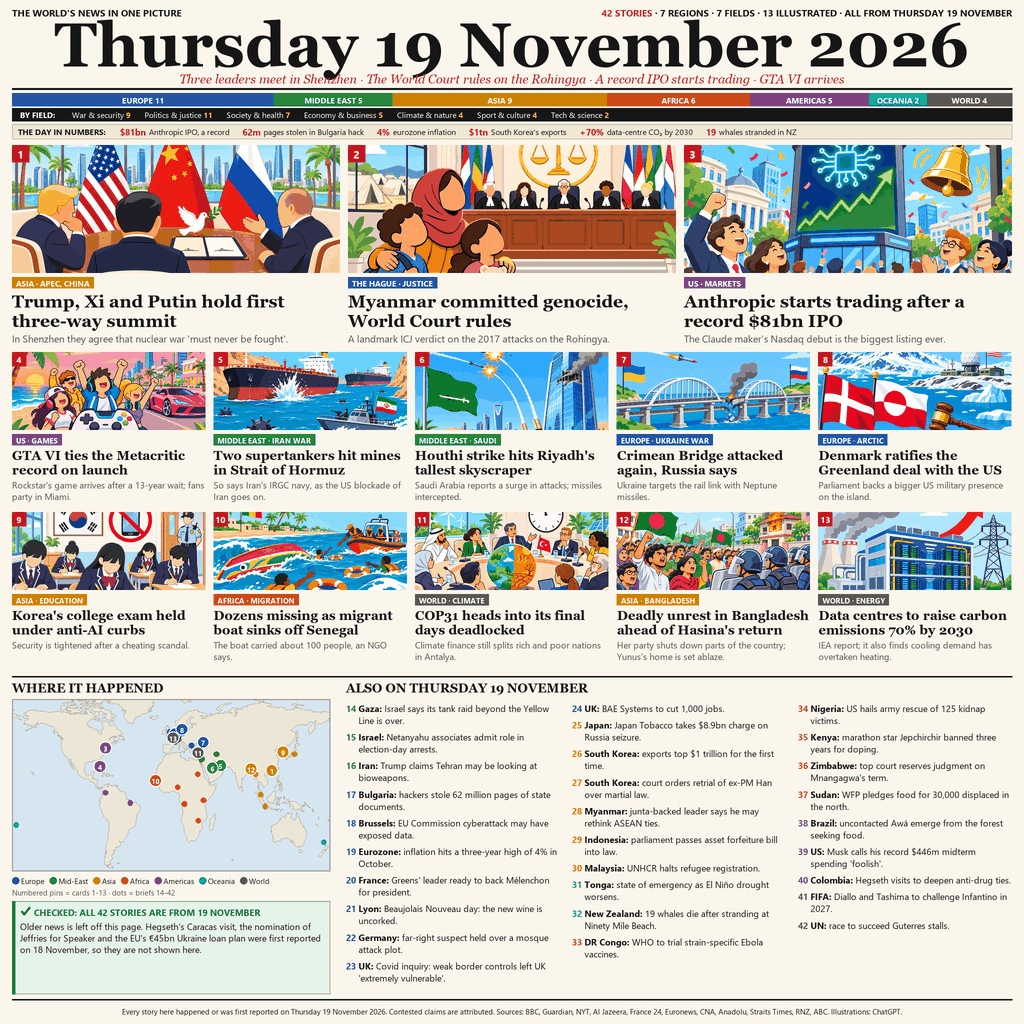 THE WORLD'S NEWS IN ONE PICTURE
42 STORIES · 7 REGIONS · 7 FIELDS · 13 ILLUSTRATED · ALL FROM THURSDAY 19 NOVEMBER
Thursday 19 November 2026
Three leaders meet in Shenzhen · The World Court rules on the Rohingya · A record IPO starts trading · GTA VI arrives
EUROPE 11
MIDDLE EAST 5
ASIA 9
AFRICA 6
AMERICAS 5
OCEANIA 2
WORLD 4
BY FIELD: War & security 9 Politics & justice 11 Society & health 7 Economy & business 5 Climate & nature 4 Sport & culture 4 Tech & science 2
THE DAY IN NUMBERS: $81bn Anthropic IPO, a record 62m pages stolen in Bulgaria hack 4% eurozone inflation $1tn South Korea's exports +70% data-centre CO₂ by 2030 19 whales stranded in NZ
1
ASIA · APEC, CHINA
Trump, Xi and Putin hold first
three-way summit
In Shenzhen they agree that nuclear war 'must never be fought'.
2
THE HAGUE · JUSTICE
Myanmar committed genocide,
World Court rules
A landmark ICJ verdict on the 2017 attacks on the Rohingya.
3
US · MARKETS
Anthropic starts trading after a
record $81bn IPO
The Claude maker's Nasdaq debut is the biggest listing ever.
4
US · GAMES
GTA VI ties the Metacritic
record on launch
Rockstar's game arrives after a 13-year wait; fans
party in Miami.
5
MIDDLE EAST · IRAN WAR
Two supertankers hit mines
in Strait of Hormuz
So says Iran's IRGC navy, as the US blockade of
Iran goes on.
6
MIDDLE EAST · SAUDI
Houthi strike hits Riyadh's
tallest skyscraper
Saudi Arabia reports a surge in attacks; missiles
intercepted.
7
EUROPE · UKRAINE WAR
Crimean Bridge attacked
again, Russia says
Ukraine targets the rail link with Neptune
missiles.
8
EUROPE · ARCTIC
Denmark ratifies the
Greenland deal with the US
Parliament backs a bigger US military presence
on the island.
9
ASIA · EDUCATION
Korea's college exam held
under anti-AI curbs
Security is tightened after a cheating scandal.
10
AFRICA · MIGRATION
Dozens missing as migrant
boat sinks off Senegal
The boat carried about 100 people, an NGO
says.
11
WORLD · CLIMATE
COP31 heads into its final
days deadlocked
Climate finance still splits rich and poor nations
in Antalya.
12
ASIA · BANGLADESH
Deadly unrest in Bangladesh
ahead of Hasina's return
Her party shuts down parts of the country;
Yunus's home is set ablaze.
13
WORLD · ENERGY
Data centres to raise carbon
emissions 70% by 2030
IEA report; it also finds cooling demand has
overtaken heating.
WHERE IT HAPPENED
3
4
10
8
13
7
11
6
5
12
1
9
Europe Mid-East Asia Africa Americas Oceania World
Numbered pins = cards 1-13 · dots = briefs 14-42
✔ CHECKED: ALL 42 STORIES ARE FROM 19 NOVEMBER
Older news is left off this page. Hegseth's Caracas visit, the nomination of
Jeffries for Speaker and the EU's €45bn Ukraine loan plan were first reported
on 18 November, so they are not shown here.
ALSO ON THURSDAY 19 NOVEMBER
14 Gaza: Israel says its tank raid beyond the Yellow
Line is over.
15 Israel: Netanyahu associates admit role in
election-day arrests.
16 Iran: Trump claims Tehran may be looking at
bioweapons.
17 Bulgaria: hackers stole 62 million pages of state
documents.
18 Brussels: EU Commission cyberattack may have
exposed data.
19 Eurozone: inflation hits a three-year high of 4% in
October.
20 France: Greens' leader ready to back Mélenchon
for president.
21 Lyon: Beaujolais Nouveau day: the new wine is
uncorked.
22 Germany: far-right suspect held over a mosque
attack plot.
23 UK: Covid inquiry: weak border controls left UK
'extremely vulnerable'.
24 UK: BAE Systems to cut 1,000 jobs.
25 Japan: Japan Tobacco takes $8.9bn charge on
Russia seizure.
26 South Korea: exports top $1 trillion for the first
time.
27 South Korea: court orders retrial of ex-PM Han
over martial law.
28 Myanmar: junta-backed leader says he may
rethink ASEAN ties.
29 Indonesia: parliament passes asset forfeiture bill
into law.
30 Malaysia: UNHCR halts refugee registration.
31 Tonga: state of emergency as El Niño drought
worsens.
32 New Zealand: 19 whales die after stranding at
Ninety Mile Beach.
33 DR Congo: WHO to trial strain-specific Ebola
vaccines.
34 Nigeria: US hails army rescue of 125 kidnap
victims.
35 Kenya: marathon star Jepchirchir banned three
years for doping.
36 Zimbabwe: top court reserves judgment on
Mnangagwa's term.
37 Sudan: WFP pledges food for 30,000 displaced in
the north.
38 Brazil: uncontacted Awá emerge from the forest
seeking food.
39 US: Musk calls his record $446m midterm
spending 'foolish'.
40 Colombia: Hegseth visits to deepen anti-drug ties.
41 FIFA: Diallo and Tashima to challenge Infantino in
2027.
42 UN: race to succeed Guterres stalls.
Every story here happened or was first reported on Thursday 19 November 2026. Contested claims are attributed. Sources: BBC, Guardian, NYT, Al Jazeera, France 24, Euronews, CNA, Anadolu, Straits Times, RNZ, ABC. Illustrations: ChatGPT.